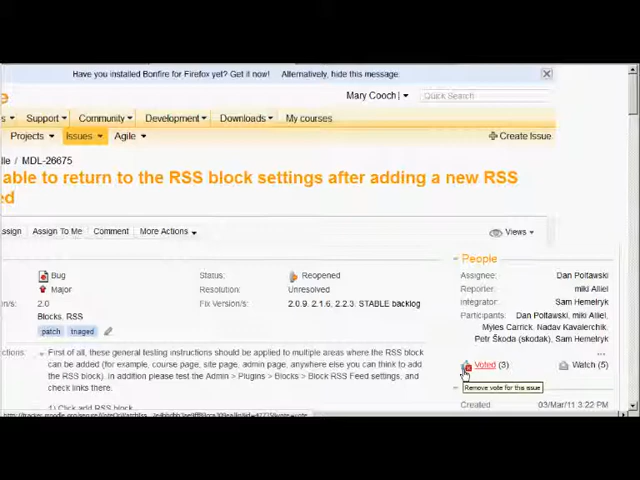 Have you installed Bonfire for Firefox yet? Get it now! Alternatively, hide this message.
e
Mary Cooch | Quick Search
s Support Community Development Downloads My courses
Projects Issues Agile Create Issue
lle / MDL-26675
able to return to the RSS block settings after adding a new RSS
ed
ssign Assign To Me Comment More Actions Views
People
Bug Status: Reopened Assignee: Dan Poltawski
Major Resolution: Unresolved Reporter: miki Alliel
n/s: 2.0 Fix Version/s: 2.0.9, 2.1.6, 2.2.3, STABLE backlog Integrator: Sam Hemelryk
Blocks, RSS Participants: Dan Poltawski, miki Alliel,
patch triaged Myles Carrick, Nadav Kavalerchik,
Petr Škoda (skodak), Sam Hemelryk
...
ctions: First of all, these general testing instructions should be applied to multiple areas where the RSS block
can be added (for example, course page, site page, admin page, anywhere else you can think to add
the RSS block). In addition please test the Admin > Plugins > Blocks > Block RSS Feed settings, and
check links there.
Voted (3) Watch (5)
Remove vote for this issue
1) Click add RSS block
Created: 03/Mar/11 3:22 PM